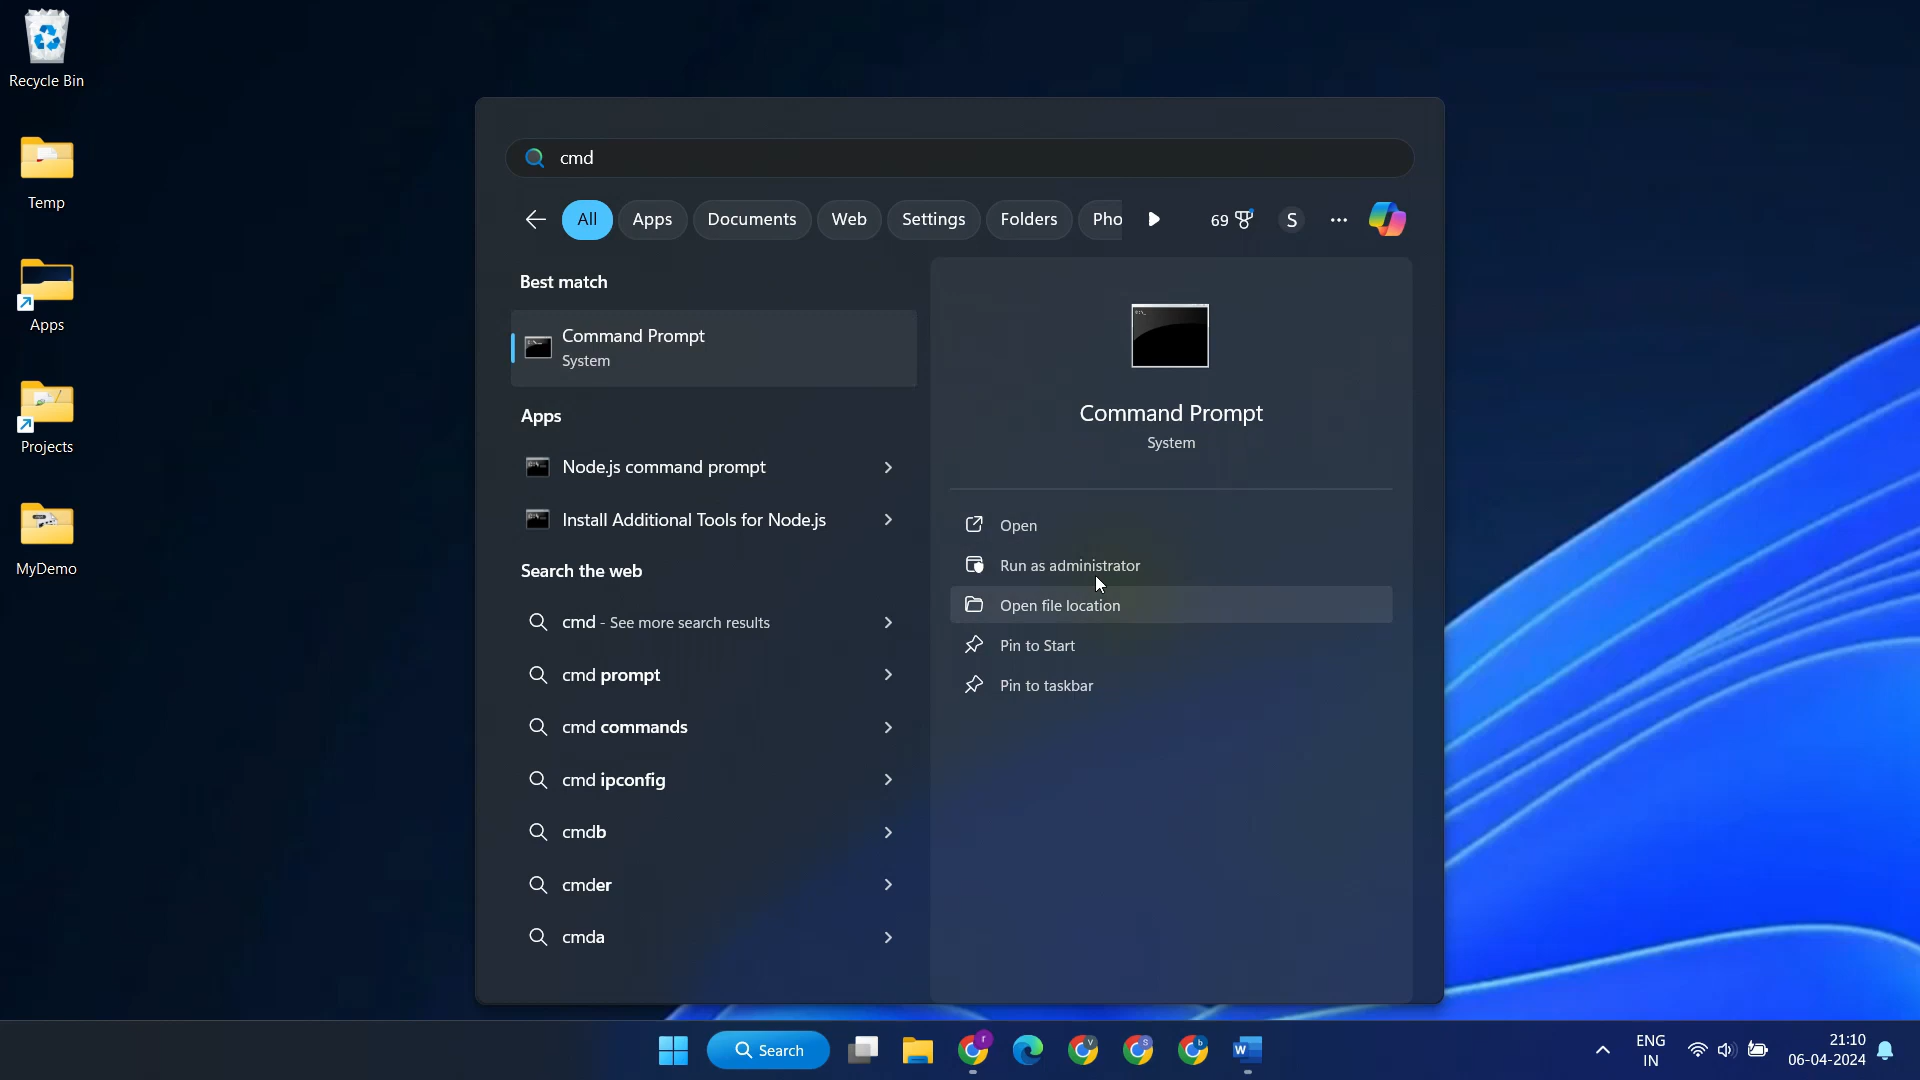 Recycle Bin
Temp
Apps
Projects
MyDemo
cmd
All Apps Documents Web Settings Folders Pho 69 S
Best match
Command Prompt
System
Apps
Node.js command prompt
Install Additional Tools for Node.js
Search the web
cmd - See more search results
cmd prompt
cmd commands
cmd ipconfig
cmdb
cmder
cmda
Command Prompt
System
Open
Run as administrator
Open file location
Pin to Start
Pin to taskbar
Search
ENG
IN
21:10
06-04-2024